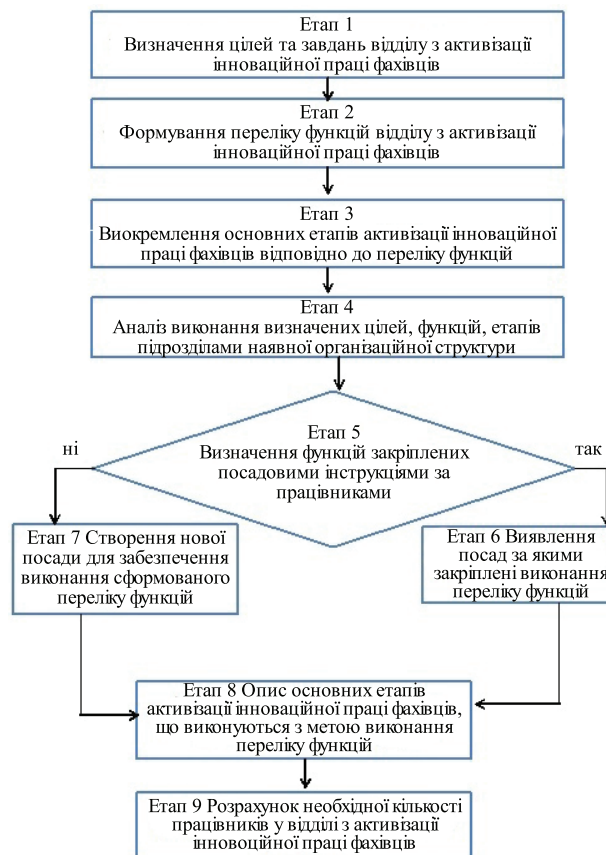 Етап 1
Визначення цілей та завдань відділу з активізації
інноваційної праці фахівців
Етап 2
Формування переліку функцій відділу з активізації
інноваційної праці фахівців
Етап 3
Виокремлення основних етапів активізації інноваційної
праці фахівців відповідно до переліку функцій
Етап 4
Аналіз виконання визначених цілей, функцій, етапів
підрозділами наявної організаційної структури
Етап 5
Визначення функцій закріплених
посадовими інструкціями за
працівниками
ні
так
Етап 7 Створення нової
посади для забезпечення
виконання сформованого
переліку функцій
Етап 6 Виявлення
посад за якими
закріплені виконання
переліку функцій
Етап 8 Опис основних етапів
активізації інноваційної праці фахівців,
що виконуються з метою виконання
переліку функцій
Етап 9 Розрахунок необхідної кількості
працівників у відділі з активізації
інновоційної праці фахівців